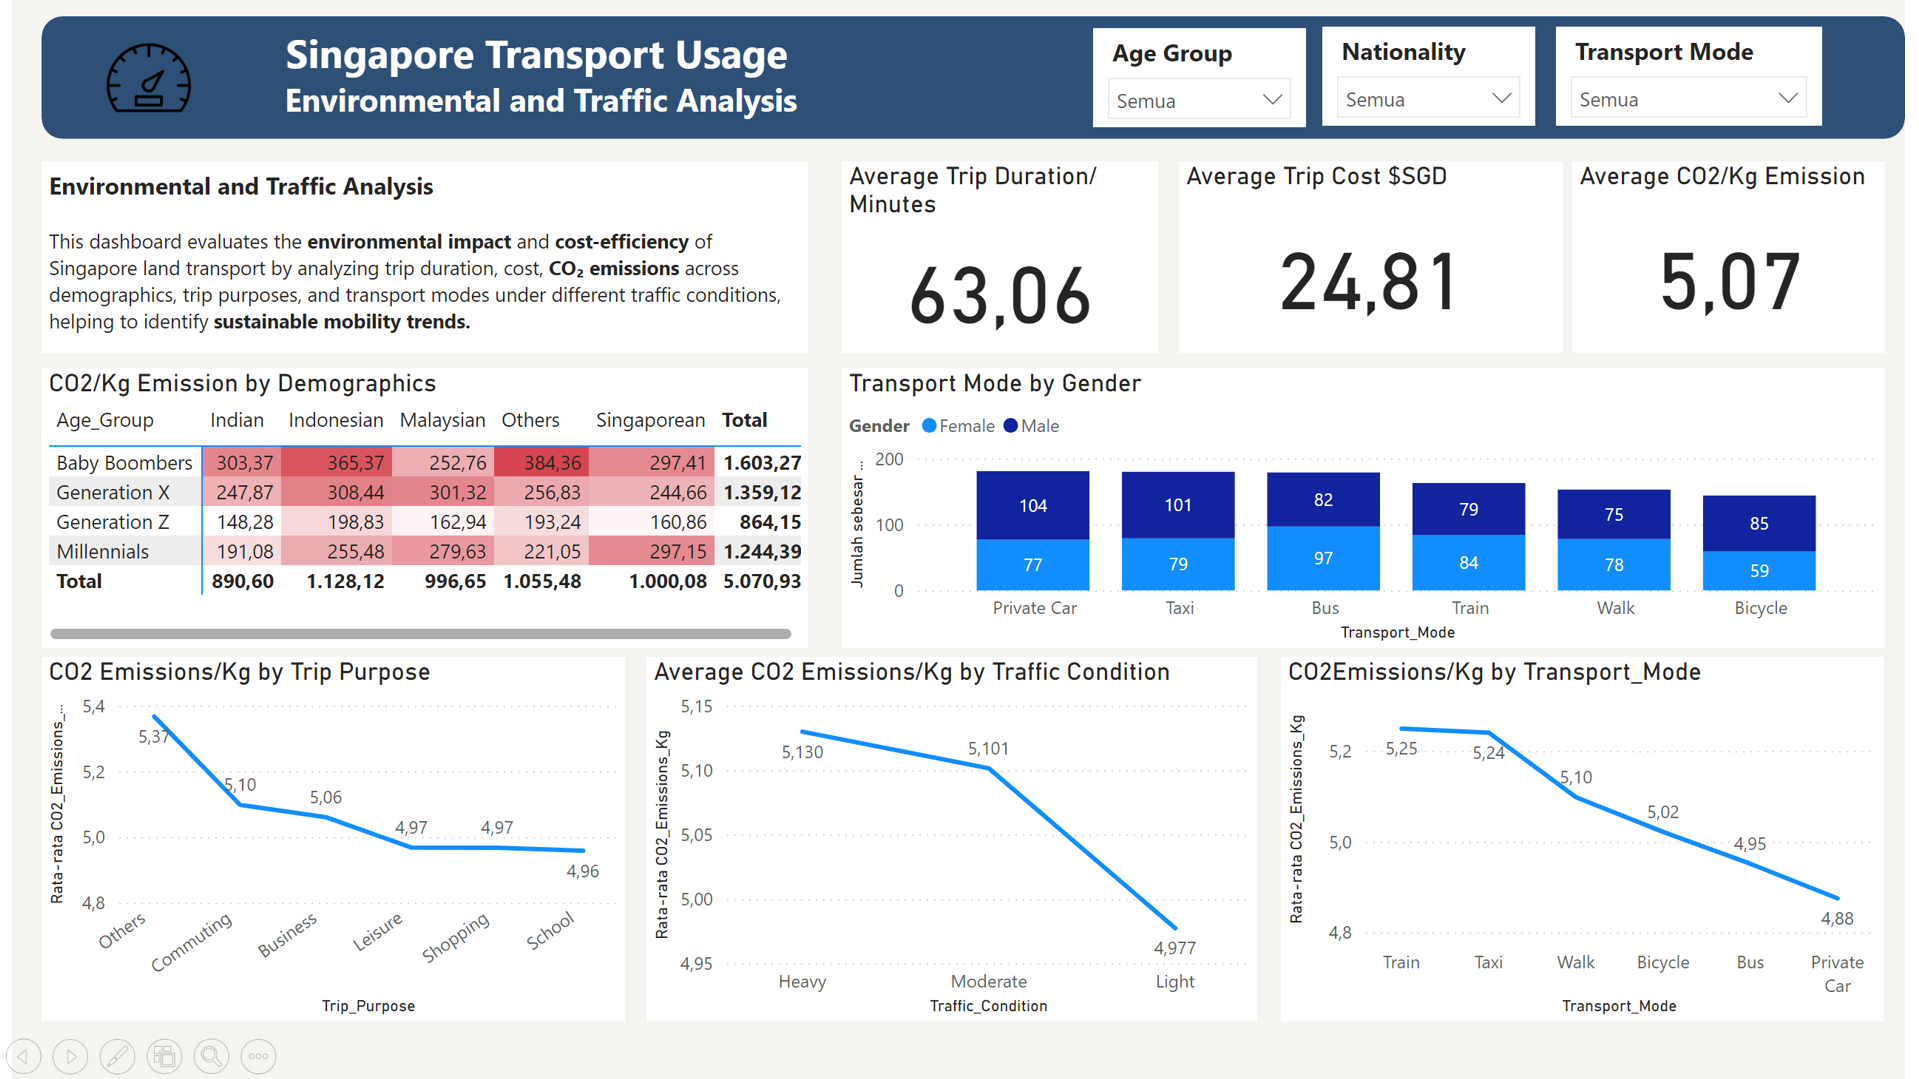 Singapore Transport Usage
Environmental and Traffic Analysis
Age Group
Semua
Nationality
Semua
Transport Mode
Semua
Environmental and Traffic Analysis
This dashboard evaluates the environmental impact and cost-efficiency of
Singapore land transport by analyzing trip duration, cost, CO₂ emissions across
demographics, trip purposes, and transport modes under different traffic conditions,
helping to identify sustainable mobility trends.
Average Trip Duration/
Minutes
63,06
Average Trip Cost $SGD
24,81
Average CO2/Kg Emission
5,07
CO2/Kg Emission by Demographics
Age_Group Indian Indonesian Malaysian Others Singaporean Total
Baby Boombers 303,37 365,37 252,76 384,36 297,41 1.603,27
Generation X 247,87 308,44 301,32 256,83 244,66 1.359,12
Generation Z 148,28 198,83 162,94 193,24 160,86 864,15
Millennials 191,08 255,48 279,63 221,05 297,15 1.244,39
Total 890,60 1.128,12 996,65 1.055,48 1.000,08 5.070,93
Transport Mode by Gender
Gender Female Male
Jumlah sebesar ...
200
100
0
104 101 82 79 75 85
77 79 97 84 78 59
Private Car Taxi Bus Train Walk Bicycle
Transport_Mode
CO2 Emissions/Kg by Trip Purpose
Rata-rata CO2_Emissions_...
5,4
5,2
5,0
4,8
5,37
5,10
5,06
4,97
4,97
4,96
Others Commuting Business Leisure Shopping School
Trip_Purpose
Average CO2 Emissions/Kg by Traffic Condition
Rata-rata CO2_Emissions_Kg
5,15
5,10
5,05
5,00
4,95
5,130
5,101
4,977
Heavy Moderate Light
Traffic_Condition
CO2Emissions/Kg by Transport_Mode
Rata-rata CO2_Emissions_Kg
5,2
5,0
4,8
5,25
5,24
5,10
5,02
4,95
4,88
Train Taxi Walk Bicycle Bus Private
Car
Transport_Mode